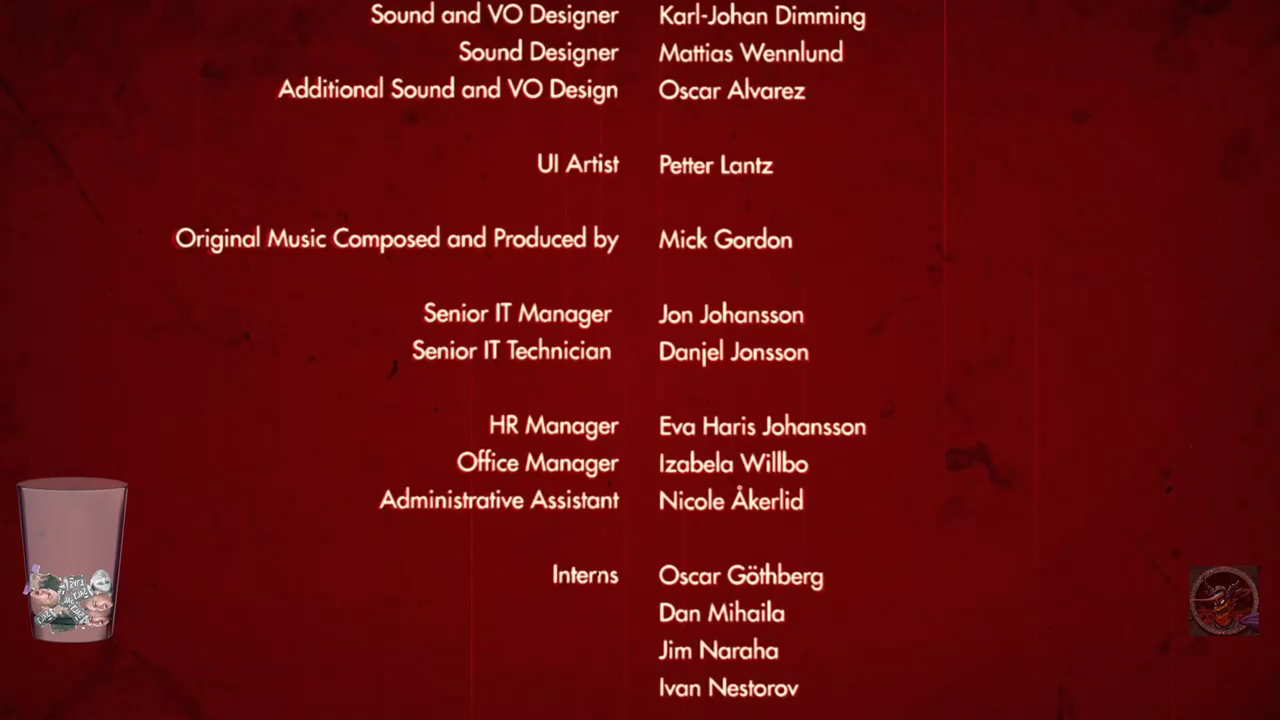 Sound and VO Designer Karl-Johan Dimming
Sound Designer Mattias Wennlund
Additional Sound and VO Design Oscar Alvarez
UI Artist Petter Lantz
Original Music Composed and Produced by Mick Gordon
Senior IT Manager Jon Johansson
Senior IT Technician Danjel Jonsson
HR Manager Eva Haris Johansson
Office Manager Izabela Willbo
Administrative Assistant Nicole Åkerlid
Interns Oscar Göthberg
Dan Mihaila
Jim Naraha
Ivan Nestorov